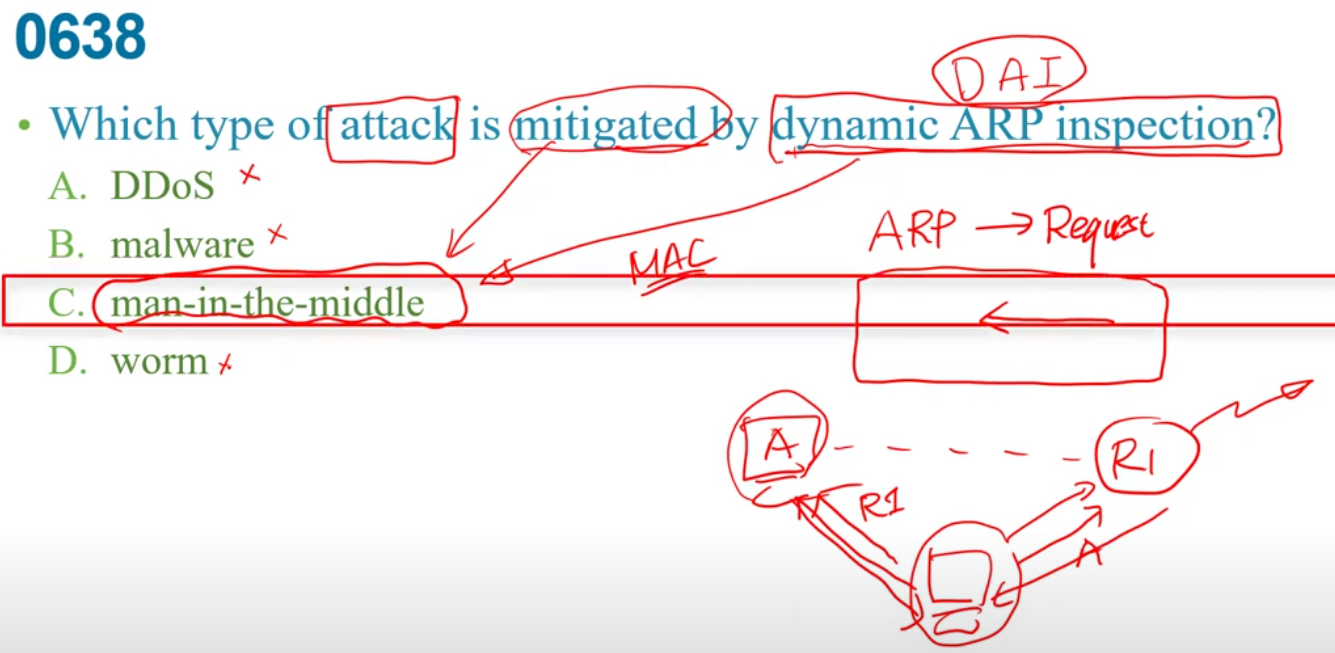 0638
DAI
• Which type of attack is mitigated by dynamic ARP inspection?
A. DDoS ×
B. malware ×
ARP → Request
MAC
C. man-in-the-middle
D. worm ×
A
R1
R1
A